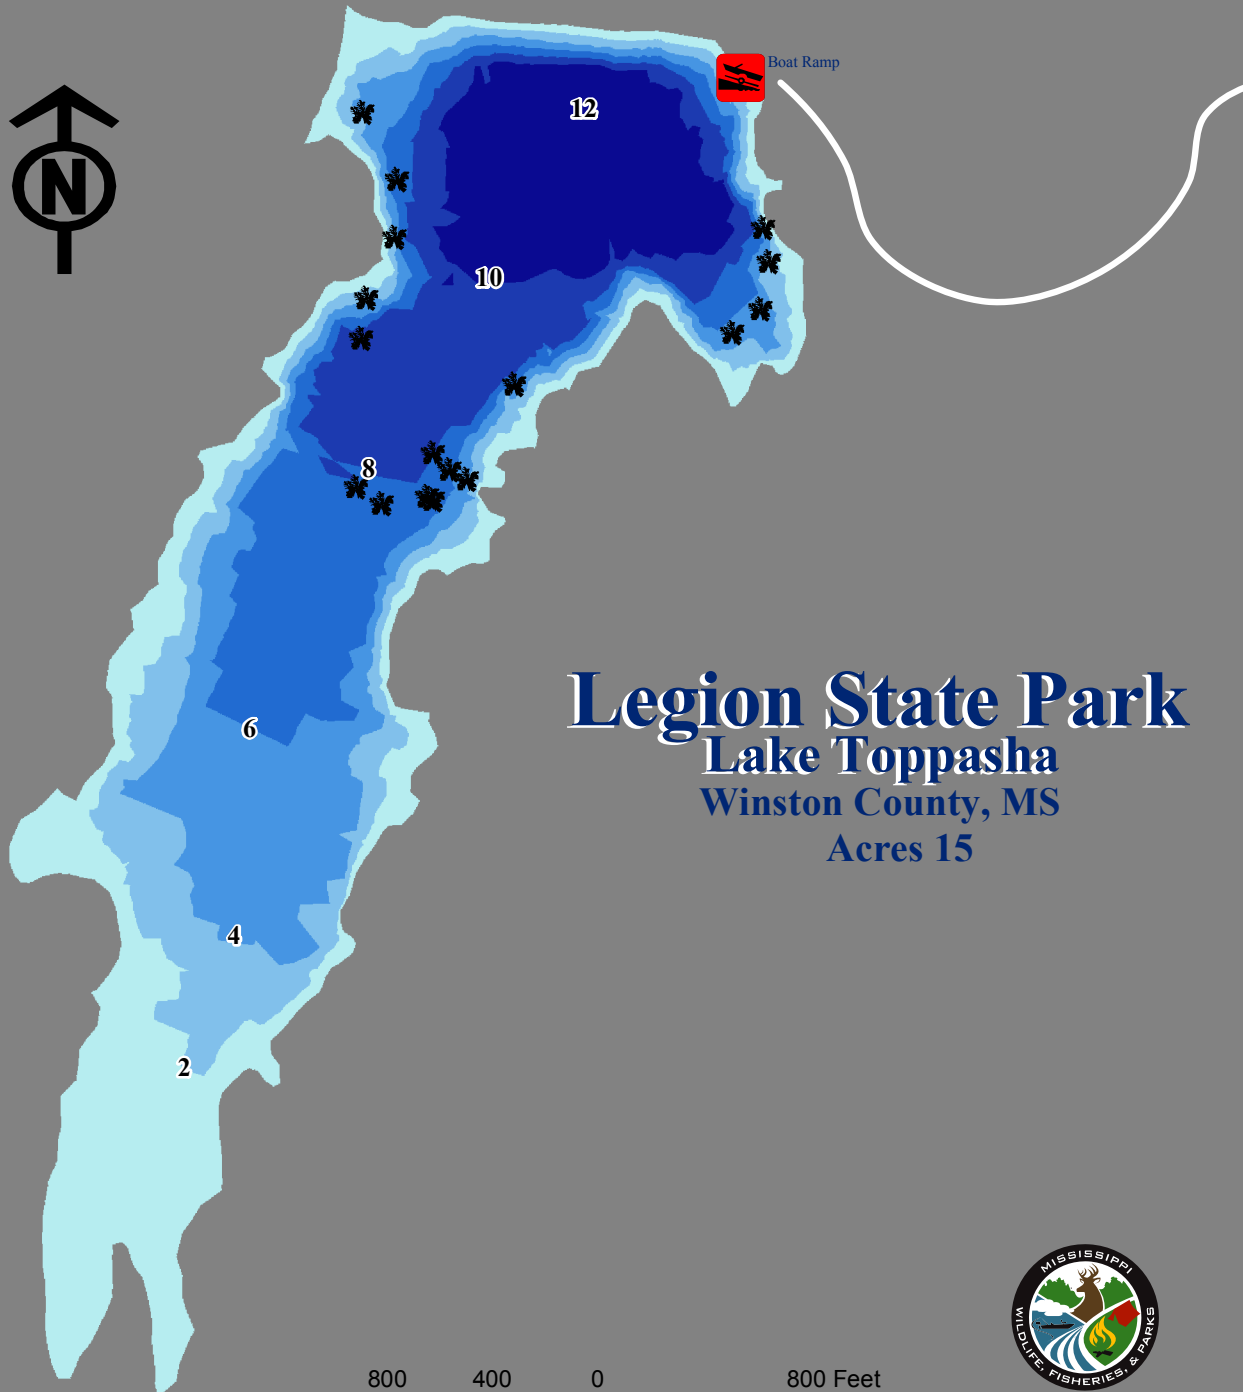 Boat Ramp
N
12
10
8
6
4
2
Legion State Park
Lake Toppasha
Winston County, MS
Acres 15
800 400 0 800 Feet
MISSISSIPPI
WILDLIFE, FISHERIES, & PARKS